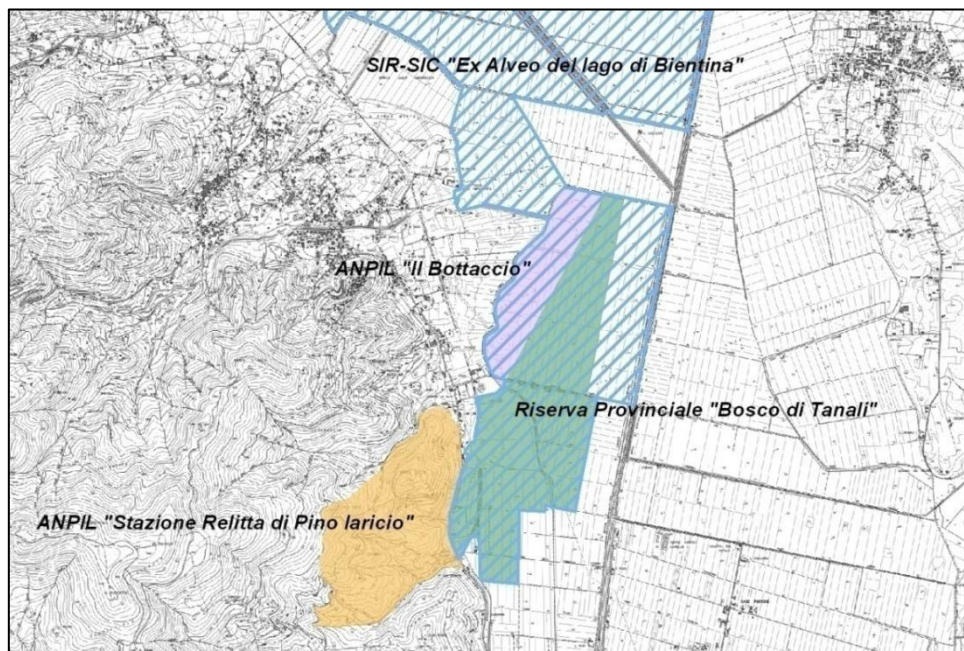 SIR-SIC "Ex Alveo del lago di Bientina"
ANPIL "Il Bottaccio"
Riserva Provinciale "Bosco di Tanali"
ANPIL "Stazione Relitta di Pino laricio"